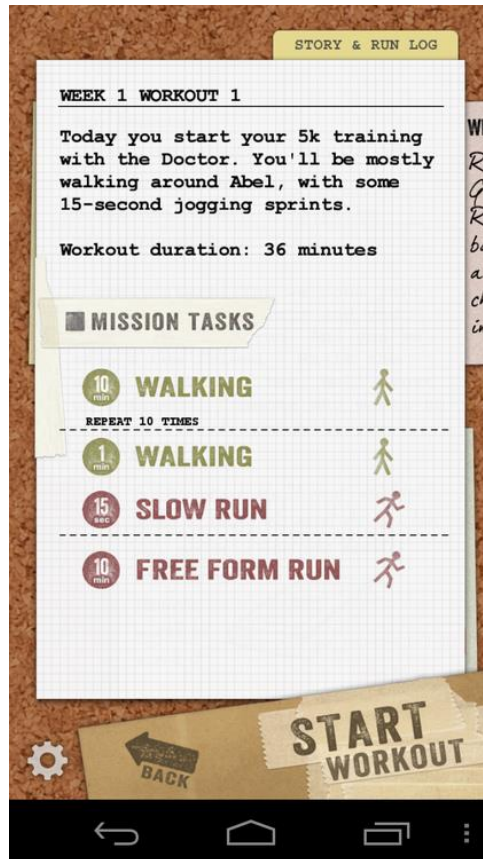 STORY & RUN LOG
WEEK 1 WORKOUT 1
Today you start your 5k training
with the Doctor. You'll be mostly
walking around Abel, with some
15-second jogging sprints.
Workout duration: 36 minutes
MISSION TASKS
10 min WALKING
REPEAT 10 TIMES
1 min WALKING
15 sec SLOW RUN
10 min FREE FORM RUN
BACK
START
WORKOUT